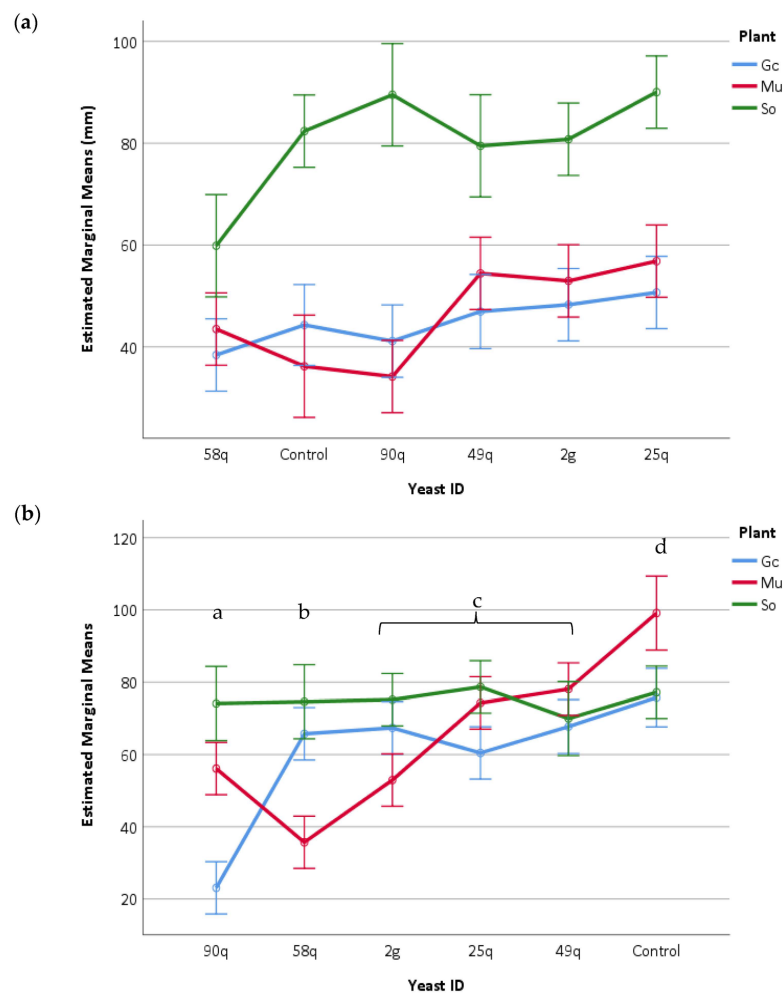 (a)
Plant
Gc
Mu
So
Estimated Marginal Means (mm)
100
80
60
40
58q Control 90q 49q 2g 25q
Yeast ID
(b)
Plant
Gc
Mu
So
Estimated Marginal Means
120
100
80
60
40
20
a b c d
90q 58q 2g 25q 49q Control
Yeast ID